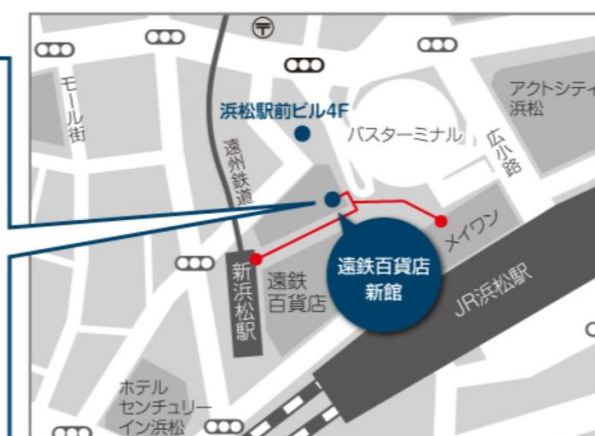 〒
モール街
浜松駅前ビル4F
バスターミナル
アクトシティ
浜松
広小路
遠州鉄道
メイワン
新浜松駅
遠鉄
百貨店
遠鉄百貨店
新館
JR浜松駅
ホテル
センチュリー
イン浜松